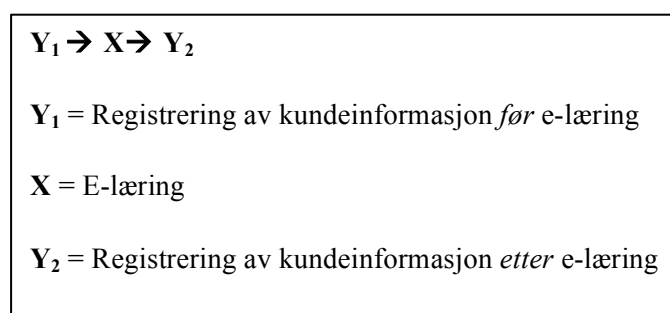 Y₁ → X → Y₂
Y₁ = Registrering av kundeinformasjon før e-læring
X = E-læring
Y₂ = Registrering av kundeinformasjon etter e-læring